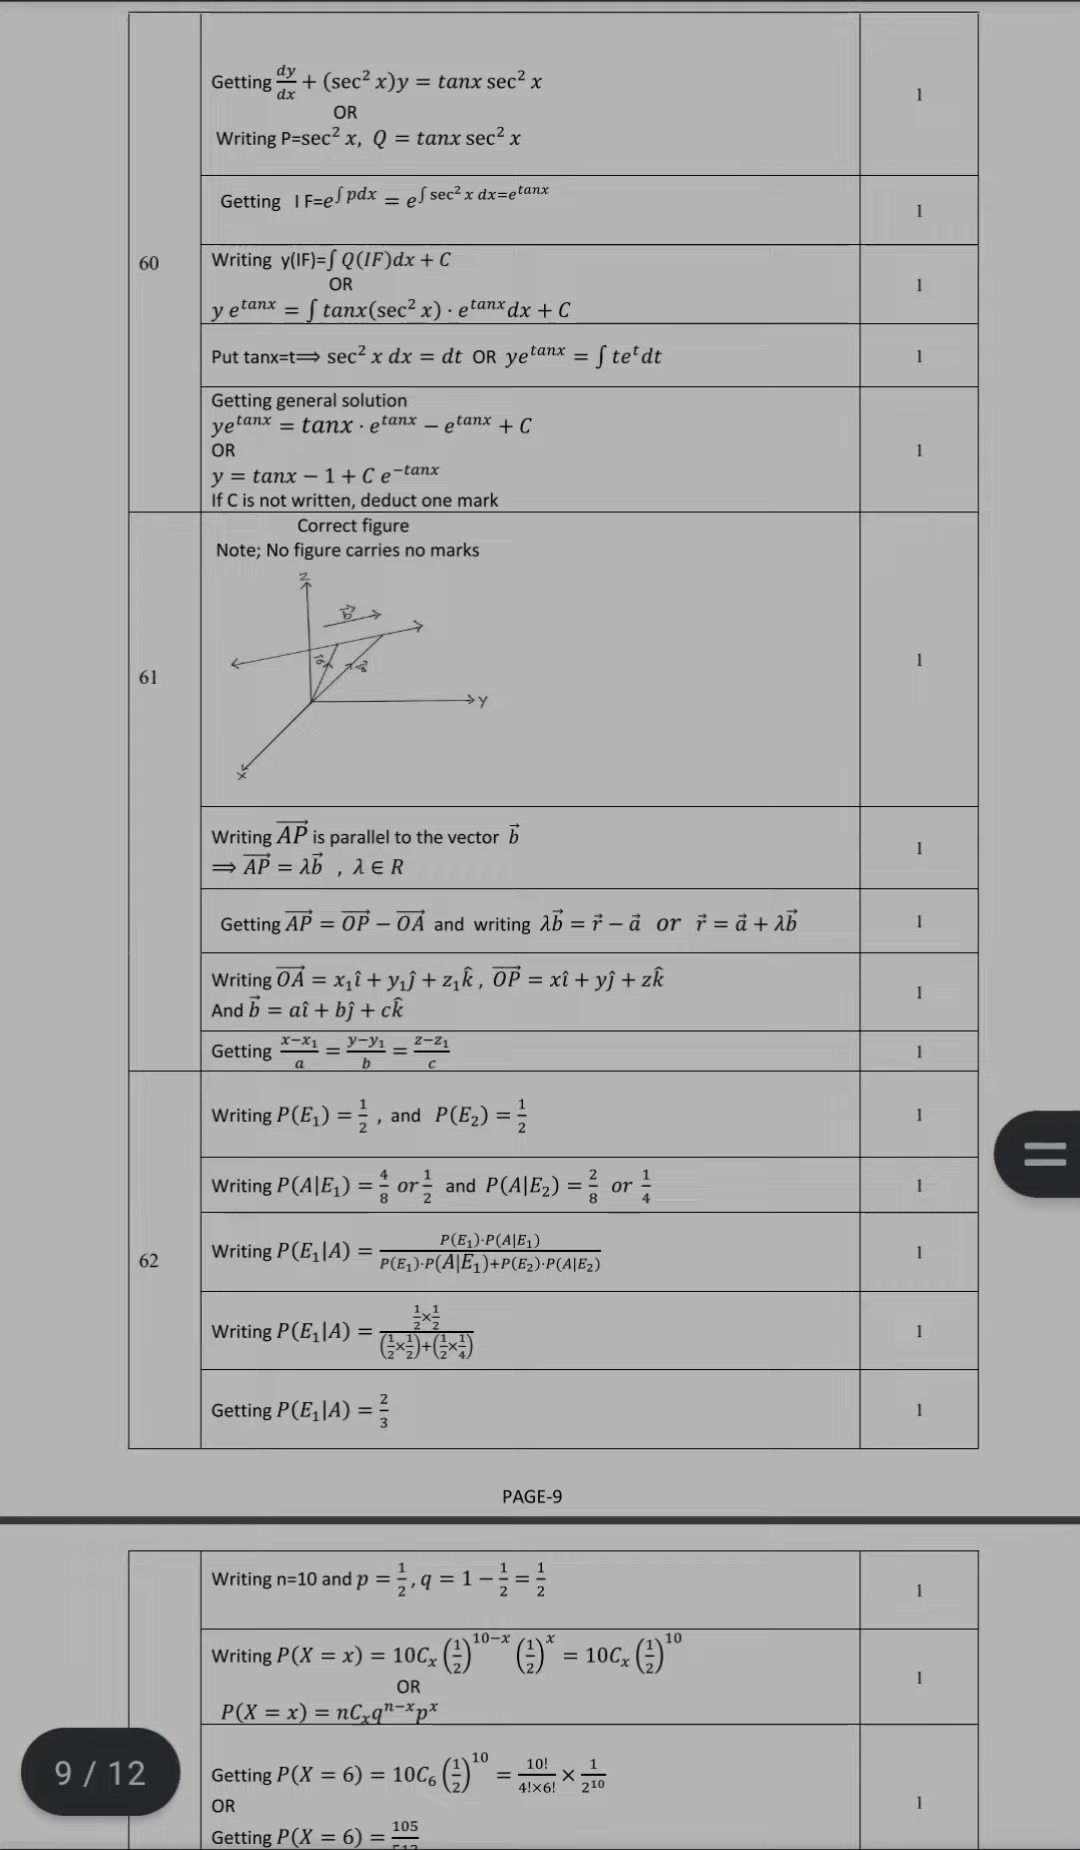 Getting dy/dx + (sec² x)y = tanx sec² x
OR
Writing P=sec² x, Q = tanx sec² x
1
Getting I F=e^∫pdx = e^∫ sec² x dx=e^tanx
1
60
Writing y(IF)=∫ Q(IF)dx + C
OR
y e^tanx = ∫ tanx(sec² x) · e^tanx dx + C
1
Put tanx=t⟹ sec² x dx = dt OR ye^tanx = ∫ te^t dt
1
Getting general solution
ye^tanx = tanx · e^tanx − e^tanx + C
OR
y = tanx − 1 + C e^−tanx
If C is not written, deduct one mark
1
61
Correct figure
Note; No figure carries no marks
Z
b⃗
Y
X
1
Writing AP⃗ is parallel to the vector b⃗
⟹ AP⃗ = λb⃗ , λ ∈ R
1
Getting AP⃗ = OP⃗ − OA⃗ and writing λb⃗ = r⃗ − a⃗ or r⃗ = a⃗ + λb⃗
1
Writing OA⃗ = x₁î + y₁ĵ + z₁k̂ , OP⃗ = xî + yĵ + zk̂
And b⃗ = aî + bĵ + ck̂
1
Getting (x−x₁)/a = (y−y₁)/b = (z−z₁)/c
1
62
Writing P(E₁) = 1/2 , and P(E₂) = 1/2
1
Writing P(A|E₁) = 4/8 or 1/2 and P(A|E₂) = 2/8 or 1/4
1
Writing P(E₁|A) = P(E₁)·P(A|E₁) / P(E₁)·P(A|E₁)+P(E₂)·P(A|E₂)
1
Writing P(E₁|A) = (1/2×1/2) / ((1/2×1/2)+(1/2×1/4))
1
Getting P(E₁|A) = 2/3
1
PAGE-9
Writing n=10 and p = 1/2 , q = 1 − 1/2 = 1/2
1
Writing P(X = x) = 10Cₓ (1/2)^10−x (1/2)^x = 10Cₓ (1/2)^10
OR
P(X = x) = nCₓqⁿ⁻ˣpˣ
1
9 / 12
Getting P(X = 6) = 10C₆ (1/2)^10 = 10!/4!×6! × 1/2^10
OR
Getting P(X = 6) = 105/
1